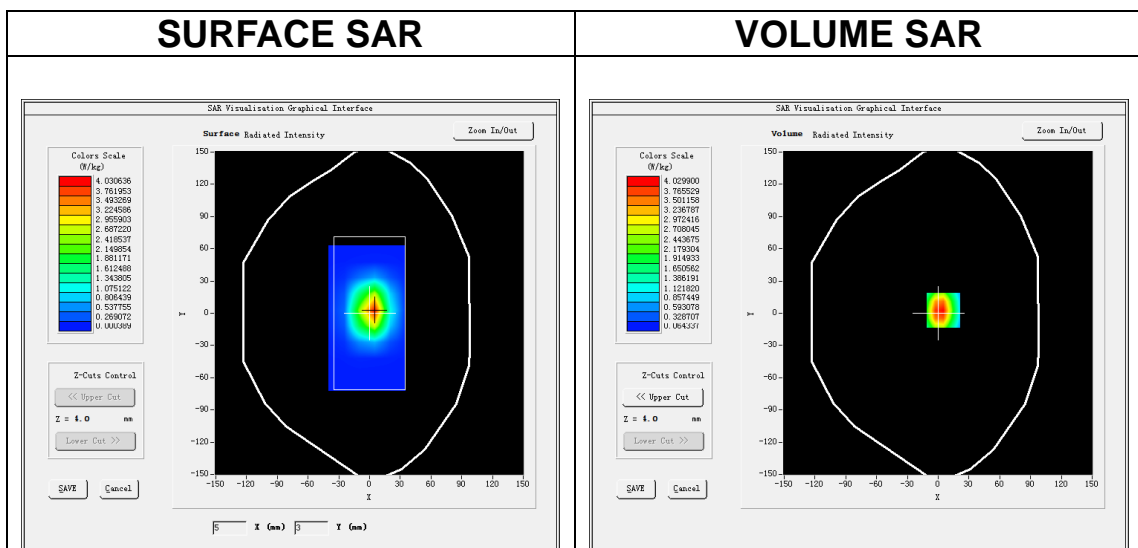 SURFACE SAR
VOLUME SAR
SAR Visualisation Graphical Interface
Surface Radiated Intensity
Zoom In/Out
Colors Scale
(W/kg)
4.030636
3.761953
3.493269
3.224586
2.955903
2.687220
2.418537
2.149854
1.881171
1.612488
1.343805
1.075122
0.806439
0.537755
0.269072
0.000389
Z-Cuts Control
<< Upper Cut
Z = 4.0 mm
Lower Cut >>
SAVE Cancel
150
120
90
60
30
0
-30
-60
-90
-120
-150
Y
-150 -120 -90 -60 -30 0 30 60 90 120 150
X
5 X (mm) 3 Y (mm)
SAR Visualisation Graphical Interface
Volume Radiated Intensity
Zoom In/Out
Colors Scale
(W/kg)
4.029900
3.765529
3.501158
3.236787
2.972416
2.708045
2.443675
2.179304
1.914933
1.650562
1.386191
1.121820
0.857449
0.593078
0.328707
0.064337
Z-Cuts Control
<< Upper Cut
Z = 4.0 mm
Lower Cut >>
SAVE Cancel
150
120
90
60
30
0
-30
-60
-90
-120
-150
Y
-150 -120 -90 -60 -30 0 30 60 90 120 150
X